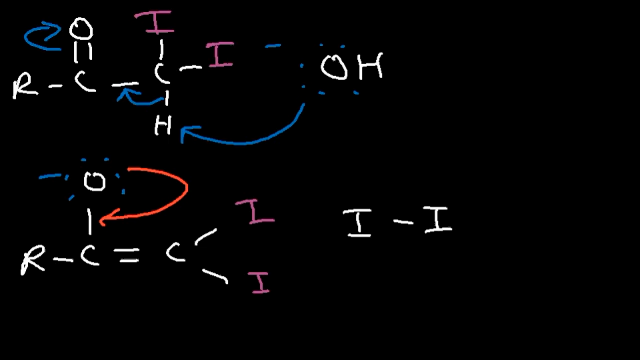 O I
R - C - C - I - OH
H
- O
I
R - C = C I - I
I